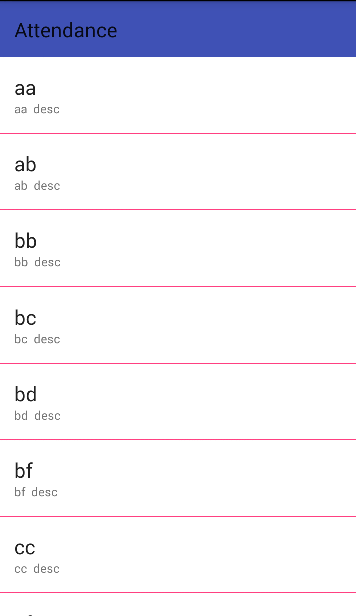 Attendance
aa
aa desc
ab
ab desc
bb
bb desc
bc
bc desc
bd
bd desc
bf
bf desc
cc
cc desc